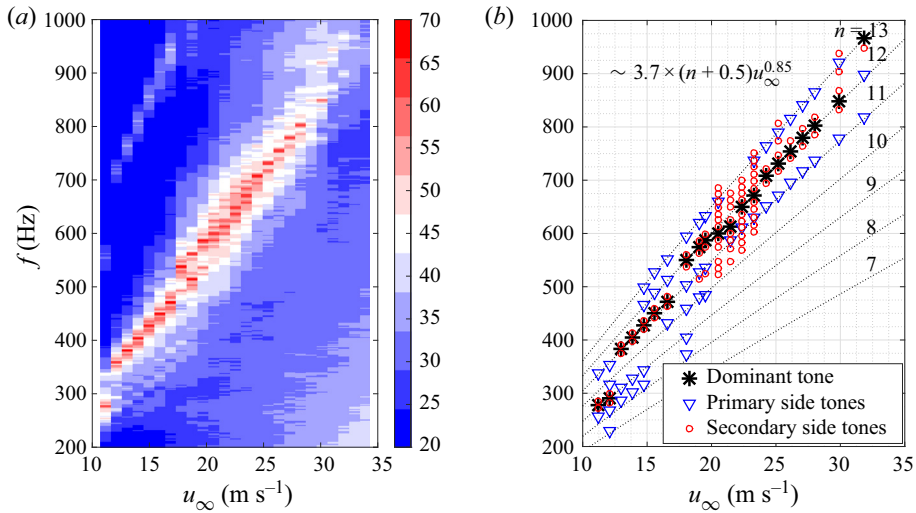 (a)
1000
900
800
700
600
500
400
300
200
f (Hz)
10 15 20 25 30 35
u∞ (m s−1)
70
65
60
55
50
45
40
35
30
25
20
(b)
1000
900
800
700
600
500
400
300
200
10 15 20 25 30 35
u∞ (m s−1)
∼ 3.7 × (n + 0.5)u∞^0.85
n = 13
12
11
10
9
8
7
Dominant tone
Primary side tones
Secondary side tones